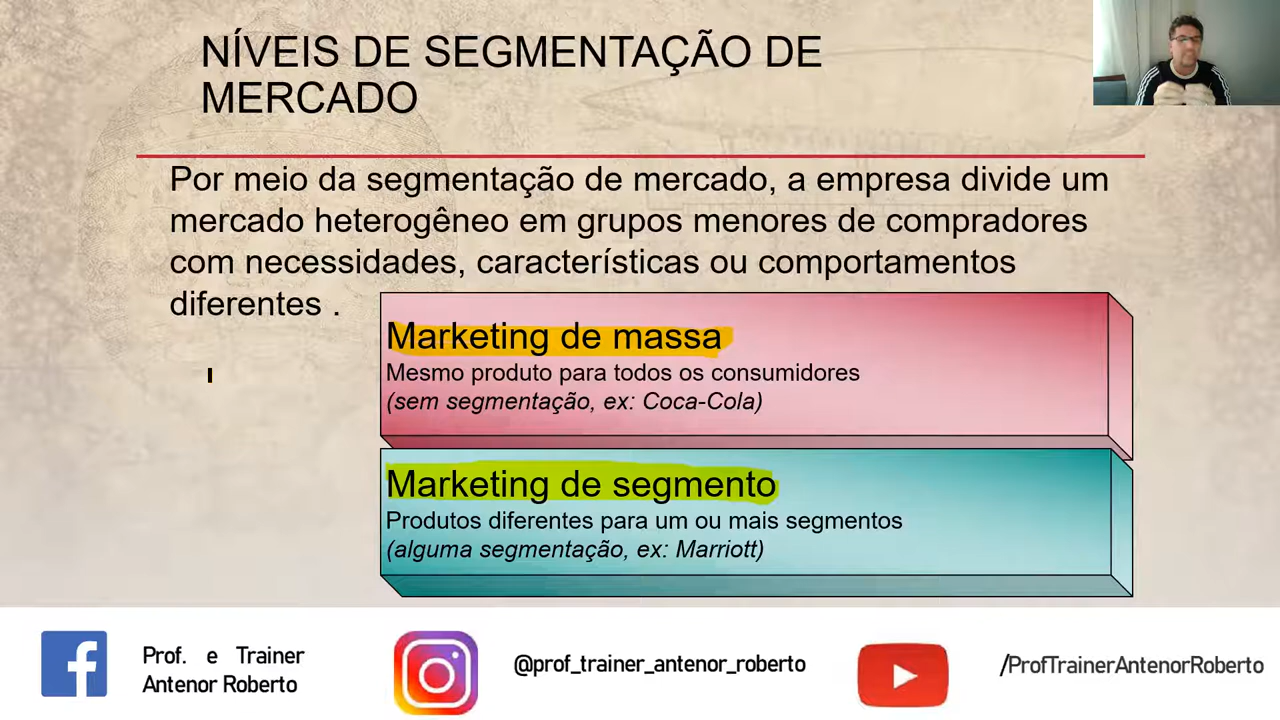 NÍVEIS DE SEGMENTAÇÃO DE
MERCADO
Por meio da segmentação de mercado, a empresa divide um
mercado heterogêneo em grupos menores de compradores
com necessidades, características ou comportamentos
diferentes .
Marketing de massa
Mesmo produto para todos os consumidores
(sem segmentação, ex: Coca-Cola)
Marketing de segmento
Produtos diferentes para um ou mais segmentos
(alguma segmentação, ex: Marriott)
Prof. e Trainer
Antenor Roberto
@prof_trainer_antenor_roberto
/ProfTrainerAntenorRoberto